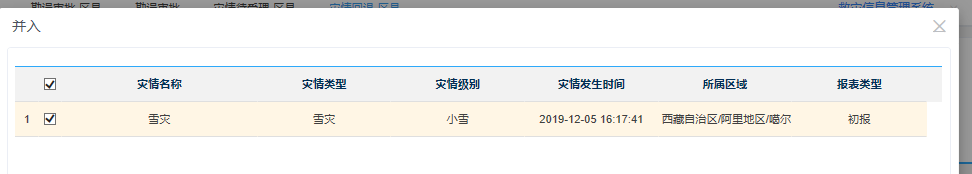 勘误审批-区县 勘误审批 灾情待受理-区县 灾情回退-区县 救灾信息管理系统
并入
灾情名称 灾情类型 灾情级别 灾情发生时间 所属区域 报表类型
1 雪灾 雪灾 小雪 2019-12-05 16:17:41 西藏自治区/阿里地区/噶尔 初报